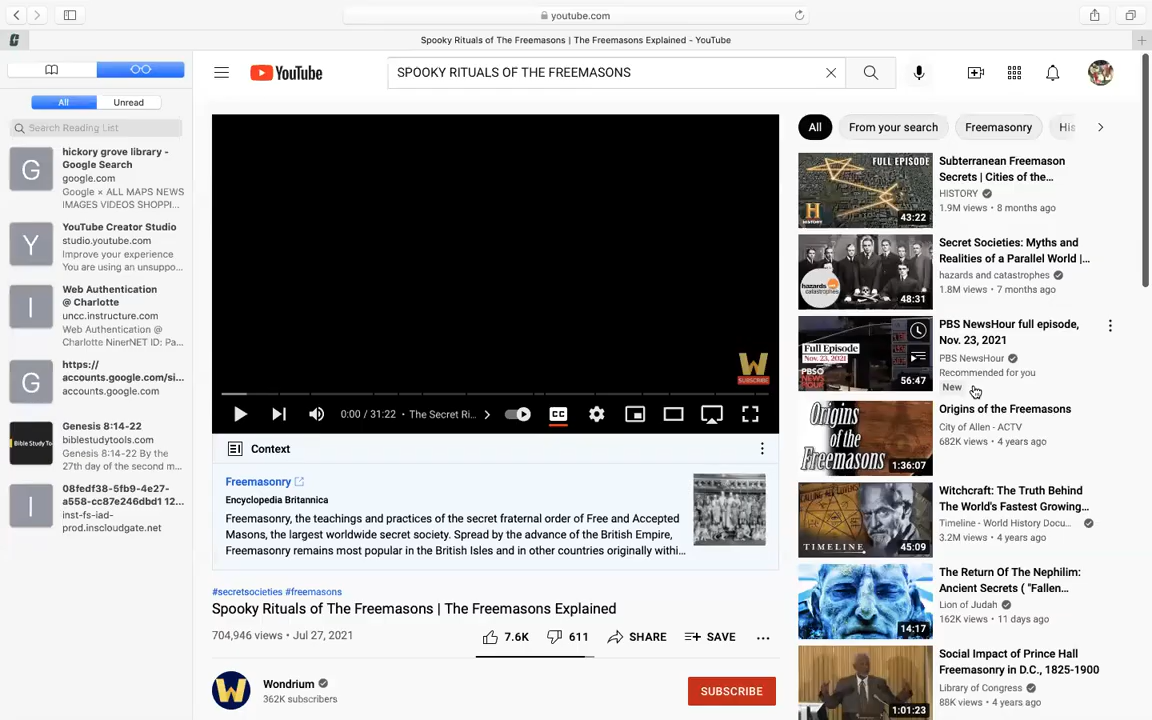 youtube.com
Spooky Rituals of The Freemasons | The Freemasons Explained - YouTube
All
Unread
Search Reading List
hickory grove library -
Google Search
google.com
Google × ALL MAPS NEWS
IMAGES VIDEOS SHOPPI...
YouTube Creator Studio
studio.youtube.com
Improve your experience
You are using an unsuppo...
Web Authentication
@ Charlotte
uncc.instructure.com
Web Authentication @
Charlotte NinerNET ID: Pa...
https://
accounts.google.com/si...
accounts.google.com
Genesis 8:14-22
biblestudytools.com
Genesis 8:14-22
27th day of the second m...
08fedf38-5fb9-4e27-
a558-cc87e246dbd1 12...
inst-fs-iad-
prod.inscloudgate.net
G
Y
I
G
Bible Study To
I
YouTube
SPOOKY RITUALS OF THE FREEMASONS
W
SUBSCRIBE
0:00 / 31:22 • The Secret Ri...
CC
Context
Freemasonry
Encyclopedia Britannica
Freemasonry, the teachings and practices of the secret fraternal order of Free and Accepted
Masons, the largest worldwide secret society. Spread by the advance of the British Empire,
Freemasonry remains most popular in the British Isles and in other countries originally withi...
#secretsocieties #freemasons
Spooky Rituals of The Freemasons | The Freemasons Explained
704,946 views • Jul 27, 2021
7.6K
611
SHARE
SAVE
W
Wondrium
362K subscribers
SUBSCRIBE
All
From your search
Freemasonry
His
FULL EPISODE
H
HISTORY
43:22
Subterranean Freemason
Secrets | Cities of the...
HISTORY
1.9M views • 8 months ago
hazards and
catastrophes
48:31
Secret Societies: Myths and
Realities of a Parallel World |...
hazards and catastrophes
1.8M views • 7 months ago
Full Episode
Nov. 23, 2021
PBS
NEWS
HOUR
56:47
PBS NewsHour full episode,
Nov. 23, 2021
PBS NewsHour
Recommended for you
New
Origins
of the
Freemasons
1:36:07
Origins of the Freemasons
City of Allen - ACTV
682K views • 4 years ago
TIMELINE
45:09
Witchcraft: The Truth Behind
The World's Fastest Growing...
Timeline - World History Docu...
3.2M views • 4 years ago
14:17
The Return Of The Nephilim:
Ancient Secrets ( "Fallen...
Lion of Judah
162K views • 11 days ago
1:01:23
Social Impact of Prince Hall
Freemasonry in D.C., 1825-1900
Library of Congress
88K views • 4 years ago